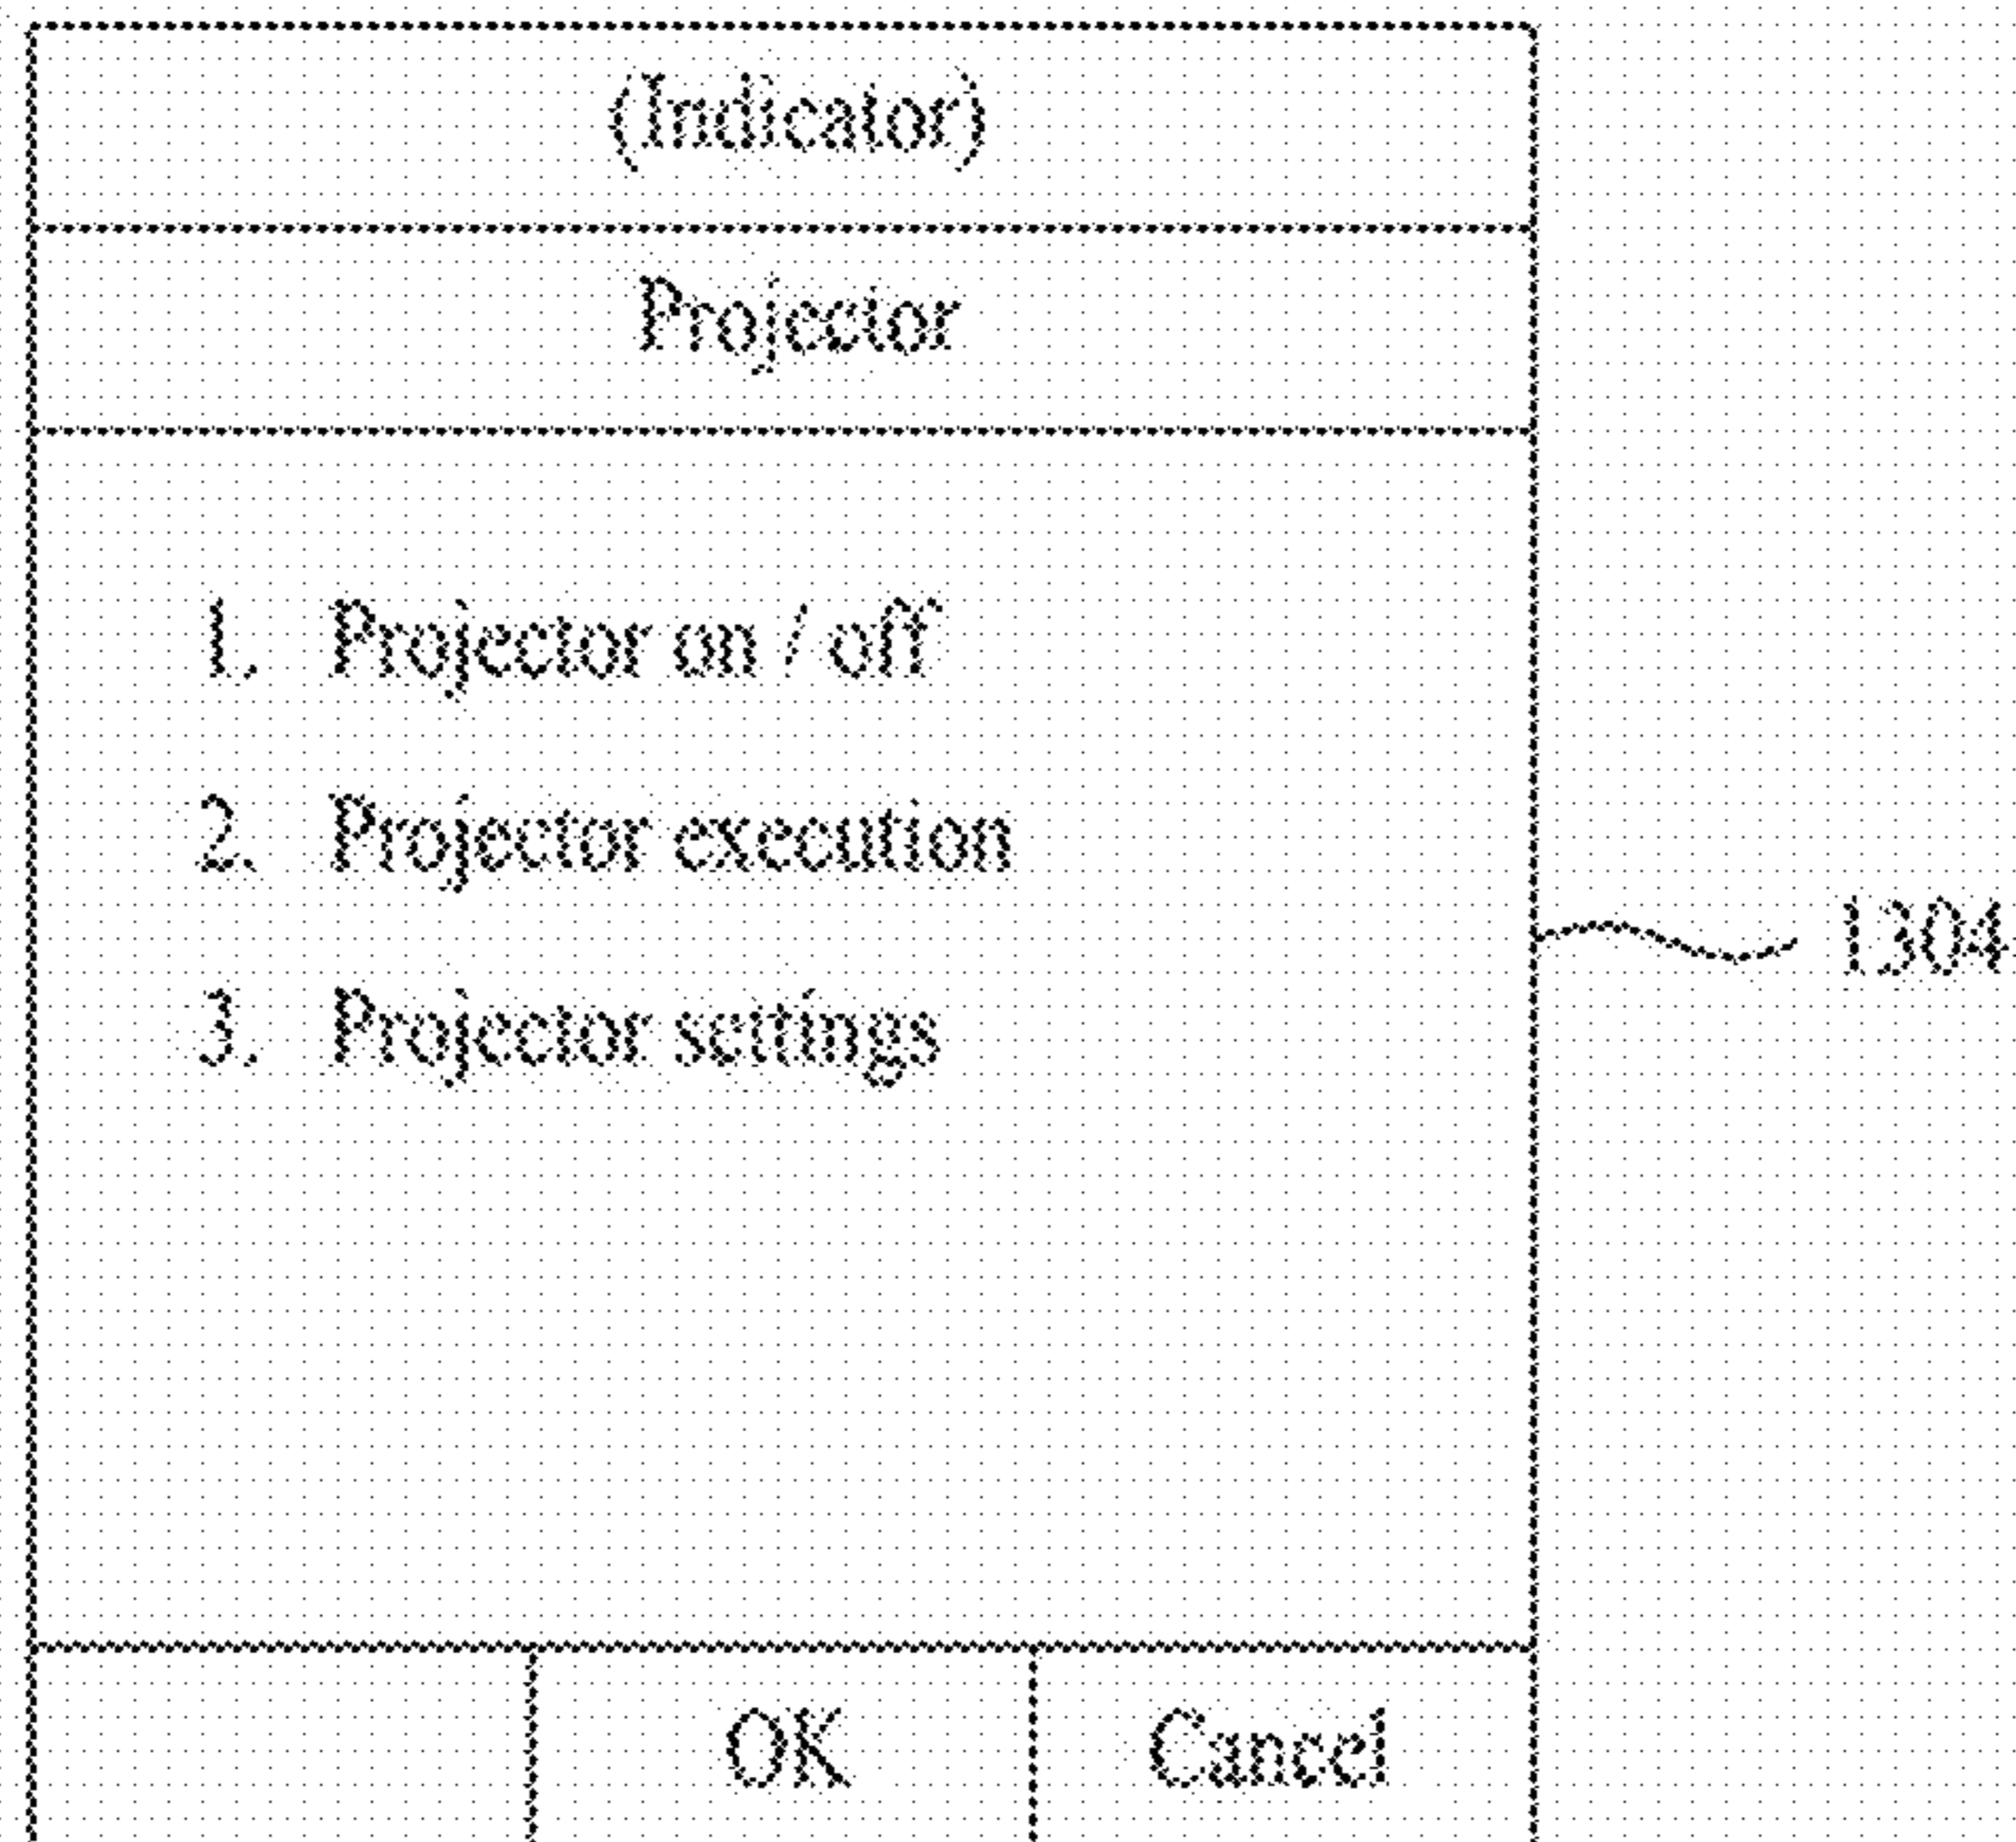 (Indicator)
Projector
1. Projector on / off
2. Projector execution
1304
3. Projector settings
OK Cancel